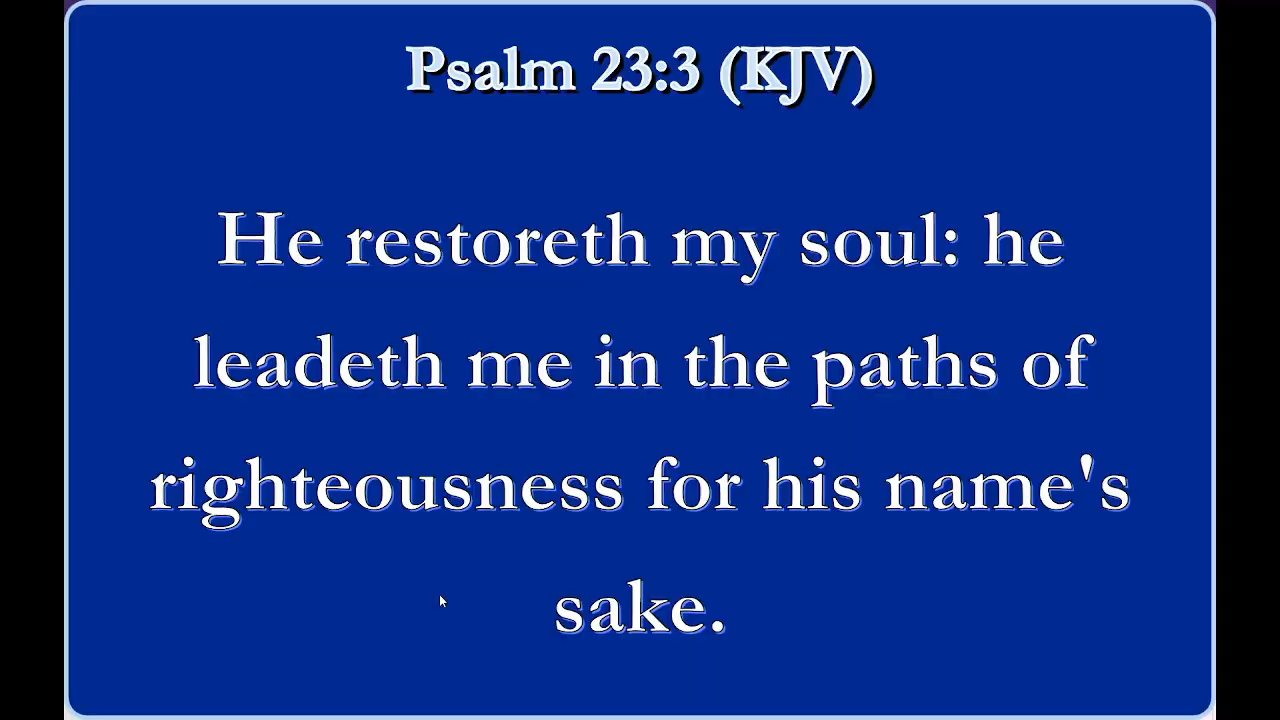 Psalm 23:3 (KJV)
He restoreth my soul: he
leadeth me in the paths of
righteousness for his name's
sake.